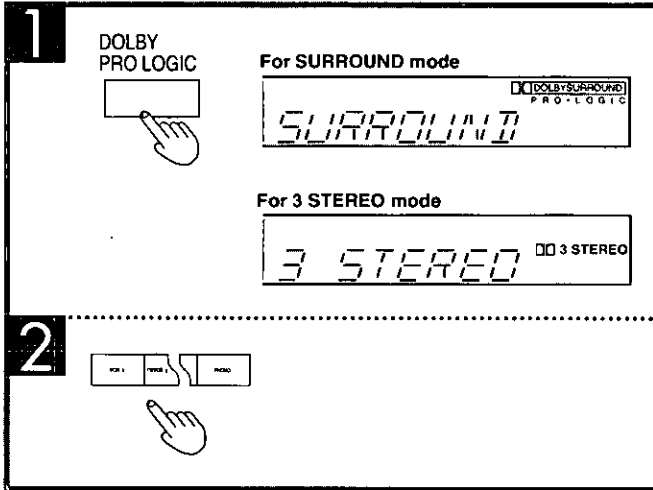 1
DOLBY
PRO LOGIC
For SURROUND mode
DOLBY SURROUND
PRO • LOGIC
SURROUND
For 3 STEREO mode
3 STEREO
3 STEREO
2
PHONO